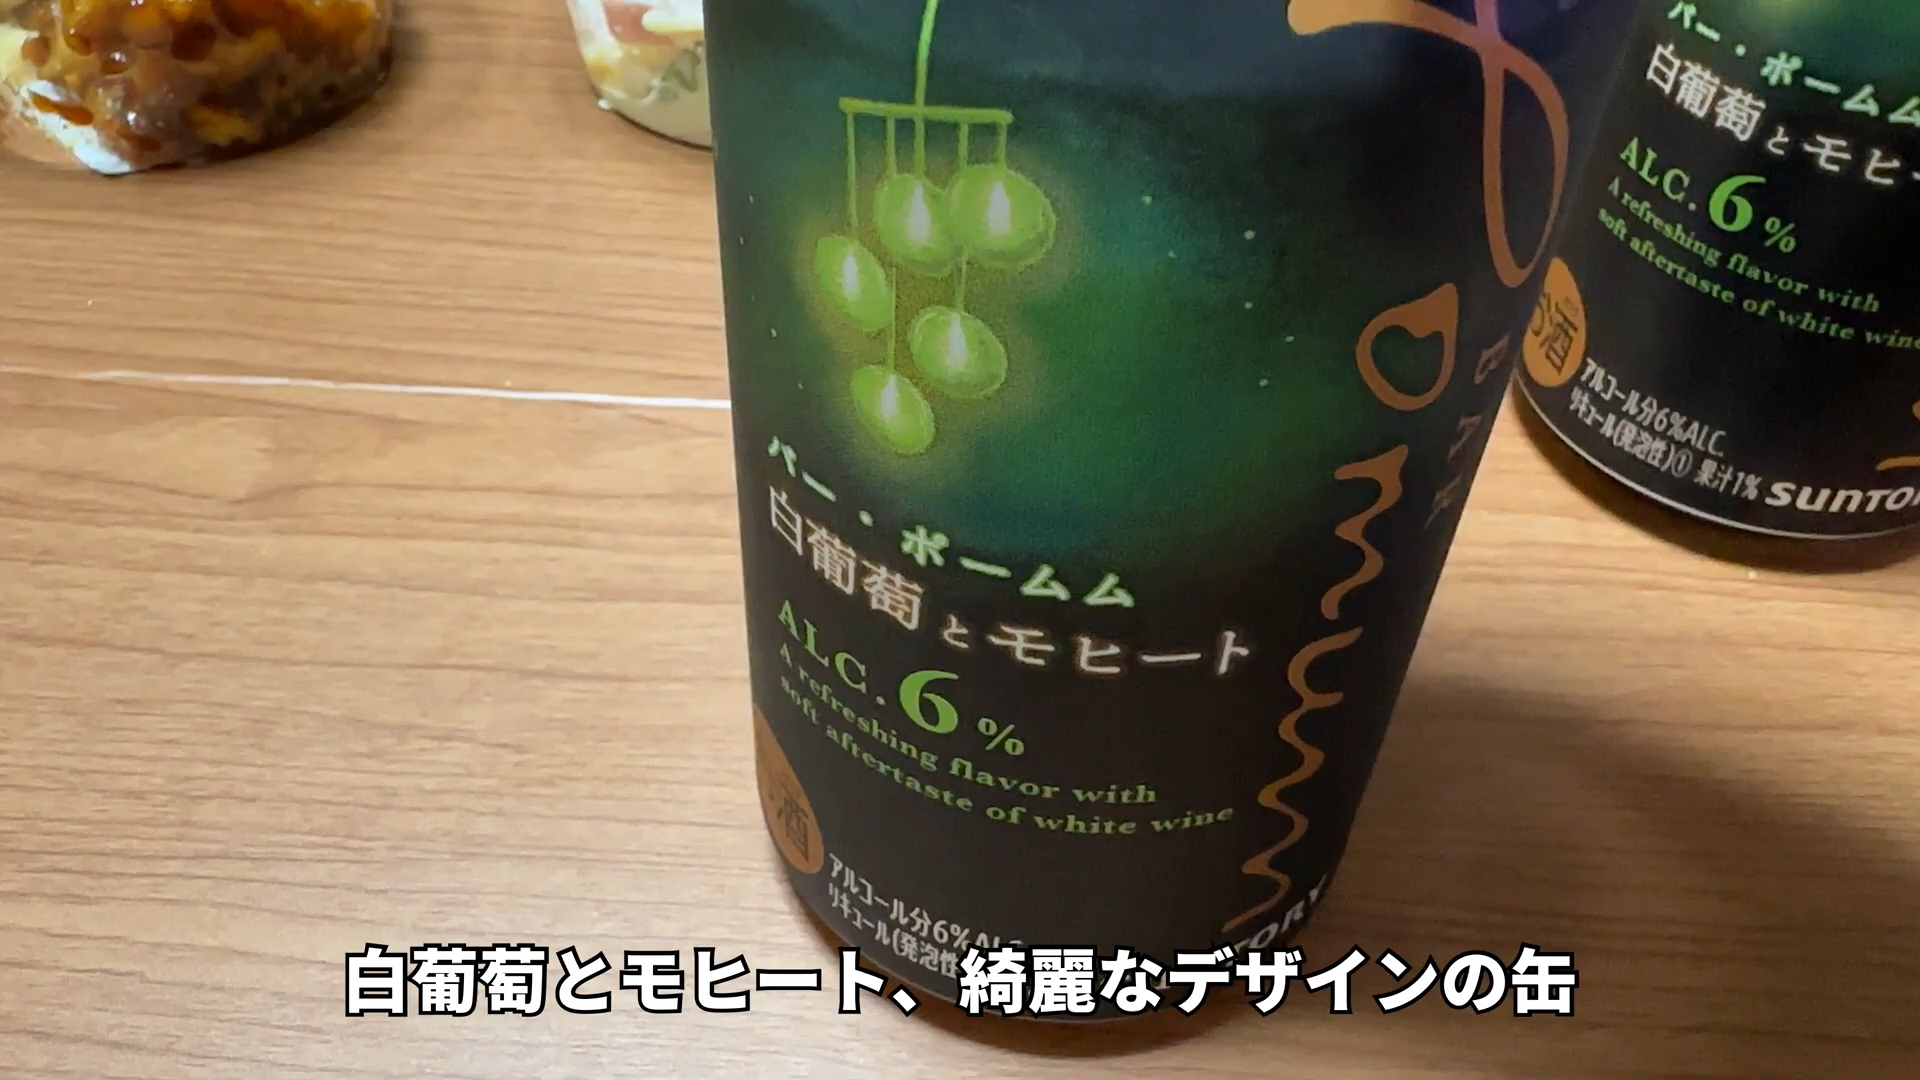 バー・ポームム
白葡萄とモヒート
ALC.6%
A refreshing flavor with
soft aftertaste of white wine
酒
アルコール分6%ALC.
リキュール(発泡性
Pomum
BAR
バー・ポームム
白葡萄とモヒ
ALC.6%
A refreshing flavor with
soft aftertaste of white wine
お酒
アルコール分6%ALC.
リキュール(発泡性)① 果汁1%
SUNTO
TORY
白葡萄とモヒート、綺麗なデザインの缶